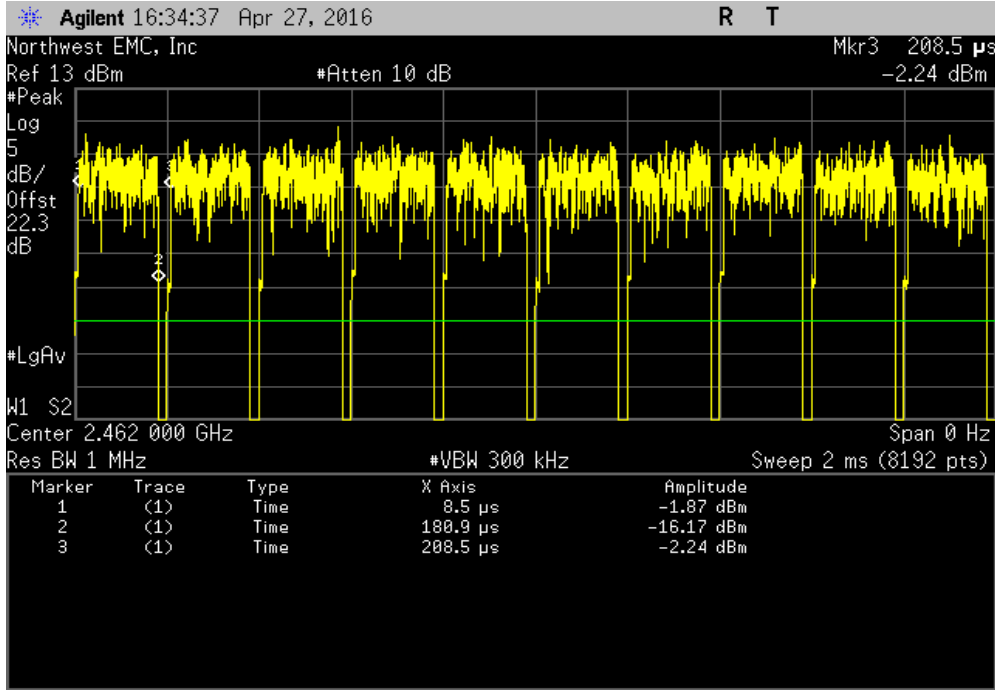 Agilent 16:34:37 Apr 27, 2016 R T
Northwest EMC, Inc Mkr3 208.5 µs
Ref 13 dBm #Atten 10 dB -2.24 dBm
#Peak
Log
5
dB/
Offst
22.3
dB
2
#LgAv
W1 S2
Center 2.462 000 GHz Span 0 Hz
Res BW 1 MHz #VBW 300 kHz Sweep 2 ms (8192 pts)
Marker Trace Type X Axis Amplitude
1 (1) Time 8.5 µs -1.87 dBm
2 (1) Time 180.9 µs -16.17 dBm
3 (1) Time 208.5 µs -2.24 dBm